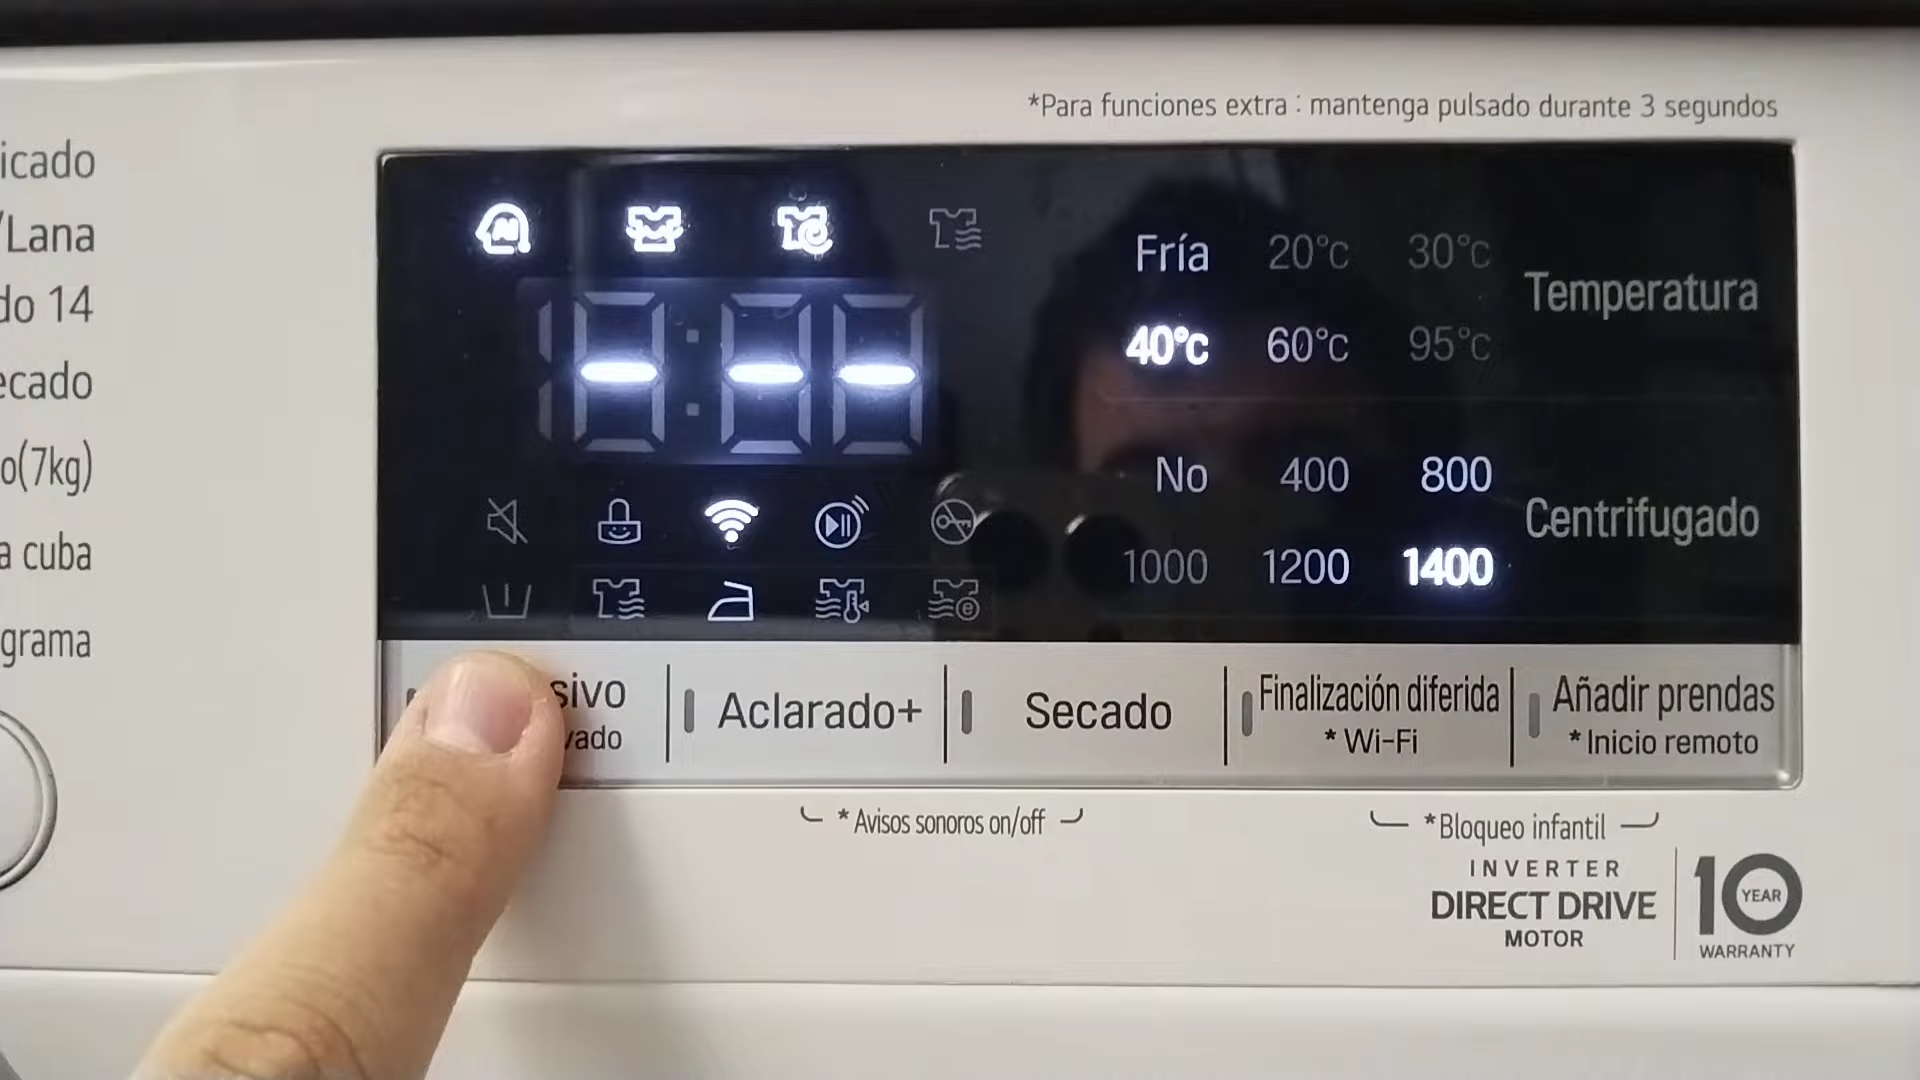 *Para funciones extra : mantenga pulsado durante 3 segundos
icado
/Lana
do 14
ecado
o(7kg)
a cuba
grama
AI
Fría 20°c 30°c
40°c 60°c 95°c
Temperatura
No 400 800
1000 1200 1400
Centrifugado
sivo
vado
Aclarado+
Secado
Finalización diferida
* Wi-Fi
Añadir prendas
* Inicio remoto
* Avisos sonoros on/off
* Bloqueo infantil
INVERTER
DIRECT DRIVE
MOTOR
10 YEAR
WARRANTY